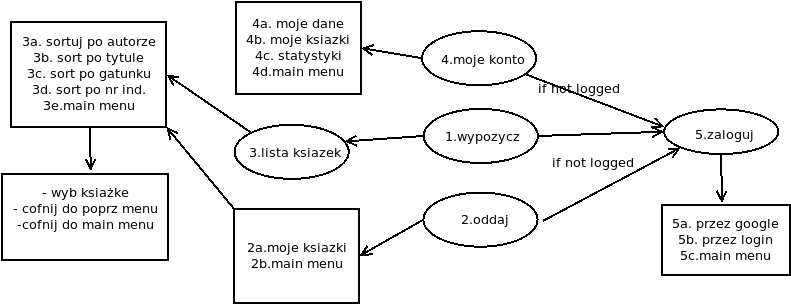 4a. moje dane
4b. moje ksiazki
4c. statystyki
4d.main menu
3a. sortuj po autorze
3b. sort po tytule
3c. sort po gatunku
3d. sort po nr ind.
3e.main menu
4.moje konto
if not logged
1.wypozycz
5.zaloguj
3.lista ksiazek
if not logged
- wyb ksiażke
- cofnij do poprz menu
-cofnij do main menu
2.oddaj
2a.moje ksiazki
2b.main menu
5a. przez google
5b. przez login
5c.main menu